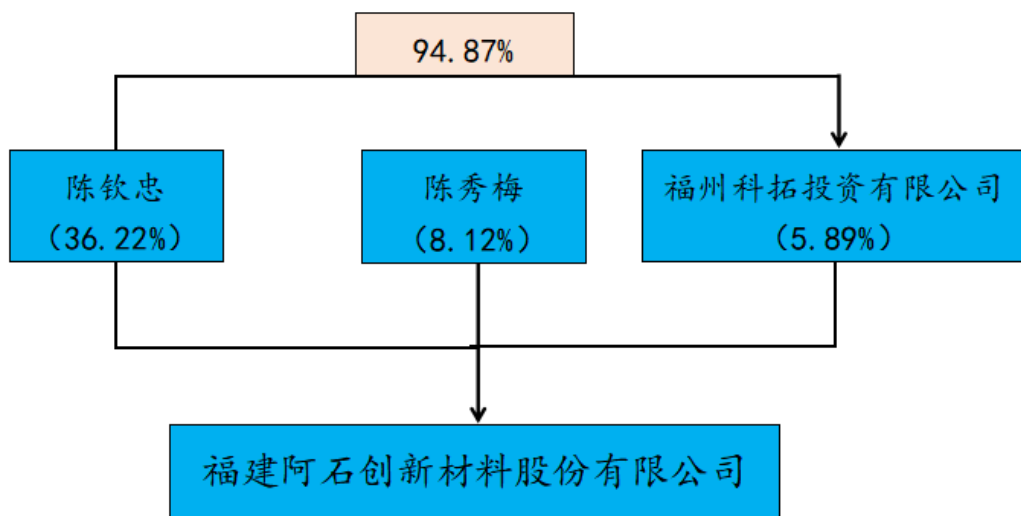 94.87%
陈钦忠
（36.22%）
陈秀梅
（8.12%）
福州科拓投资有限公司
（5.89%）
福建阿石创新材料股份有限公司